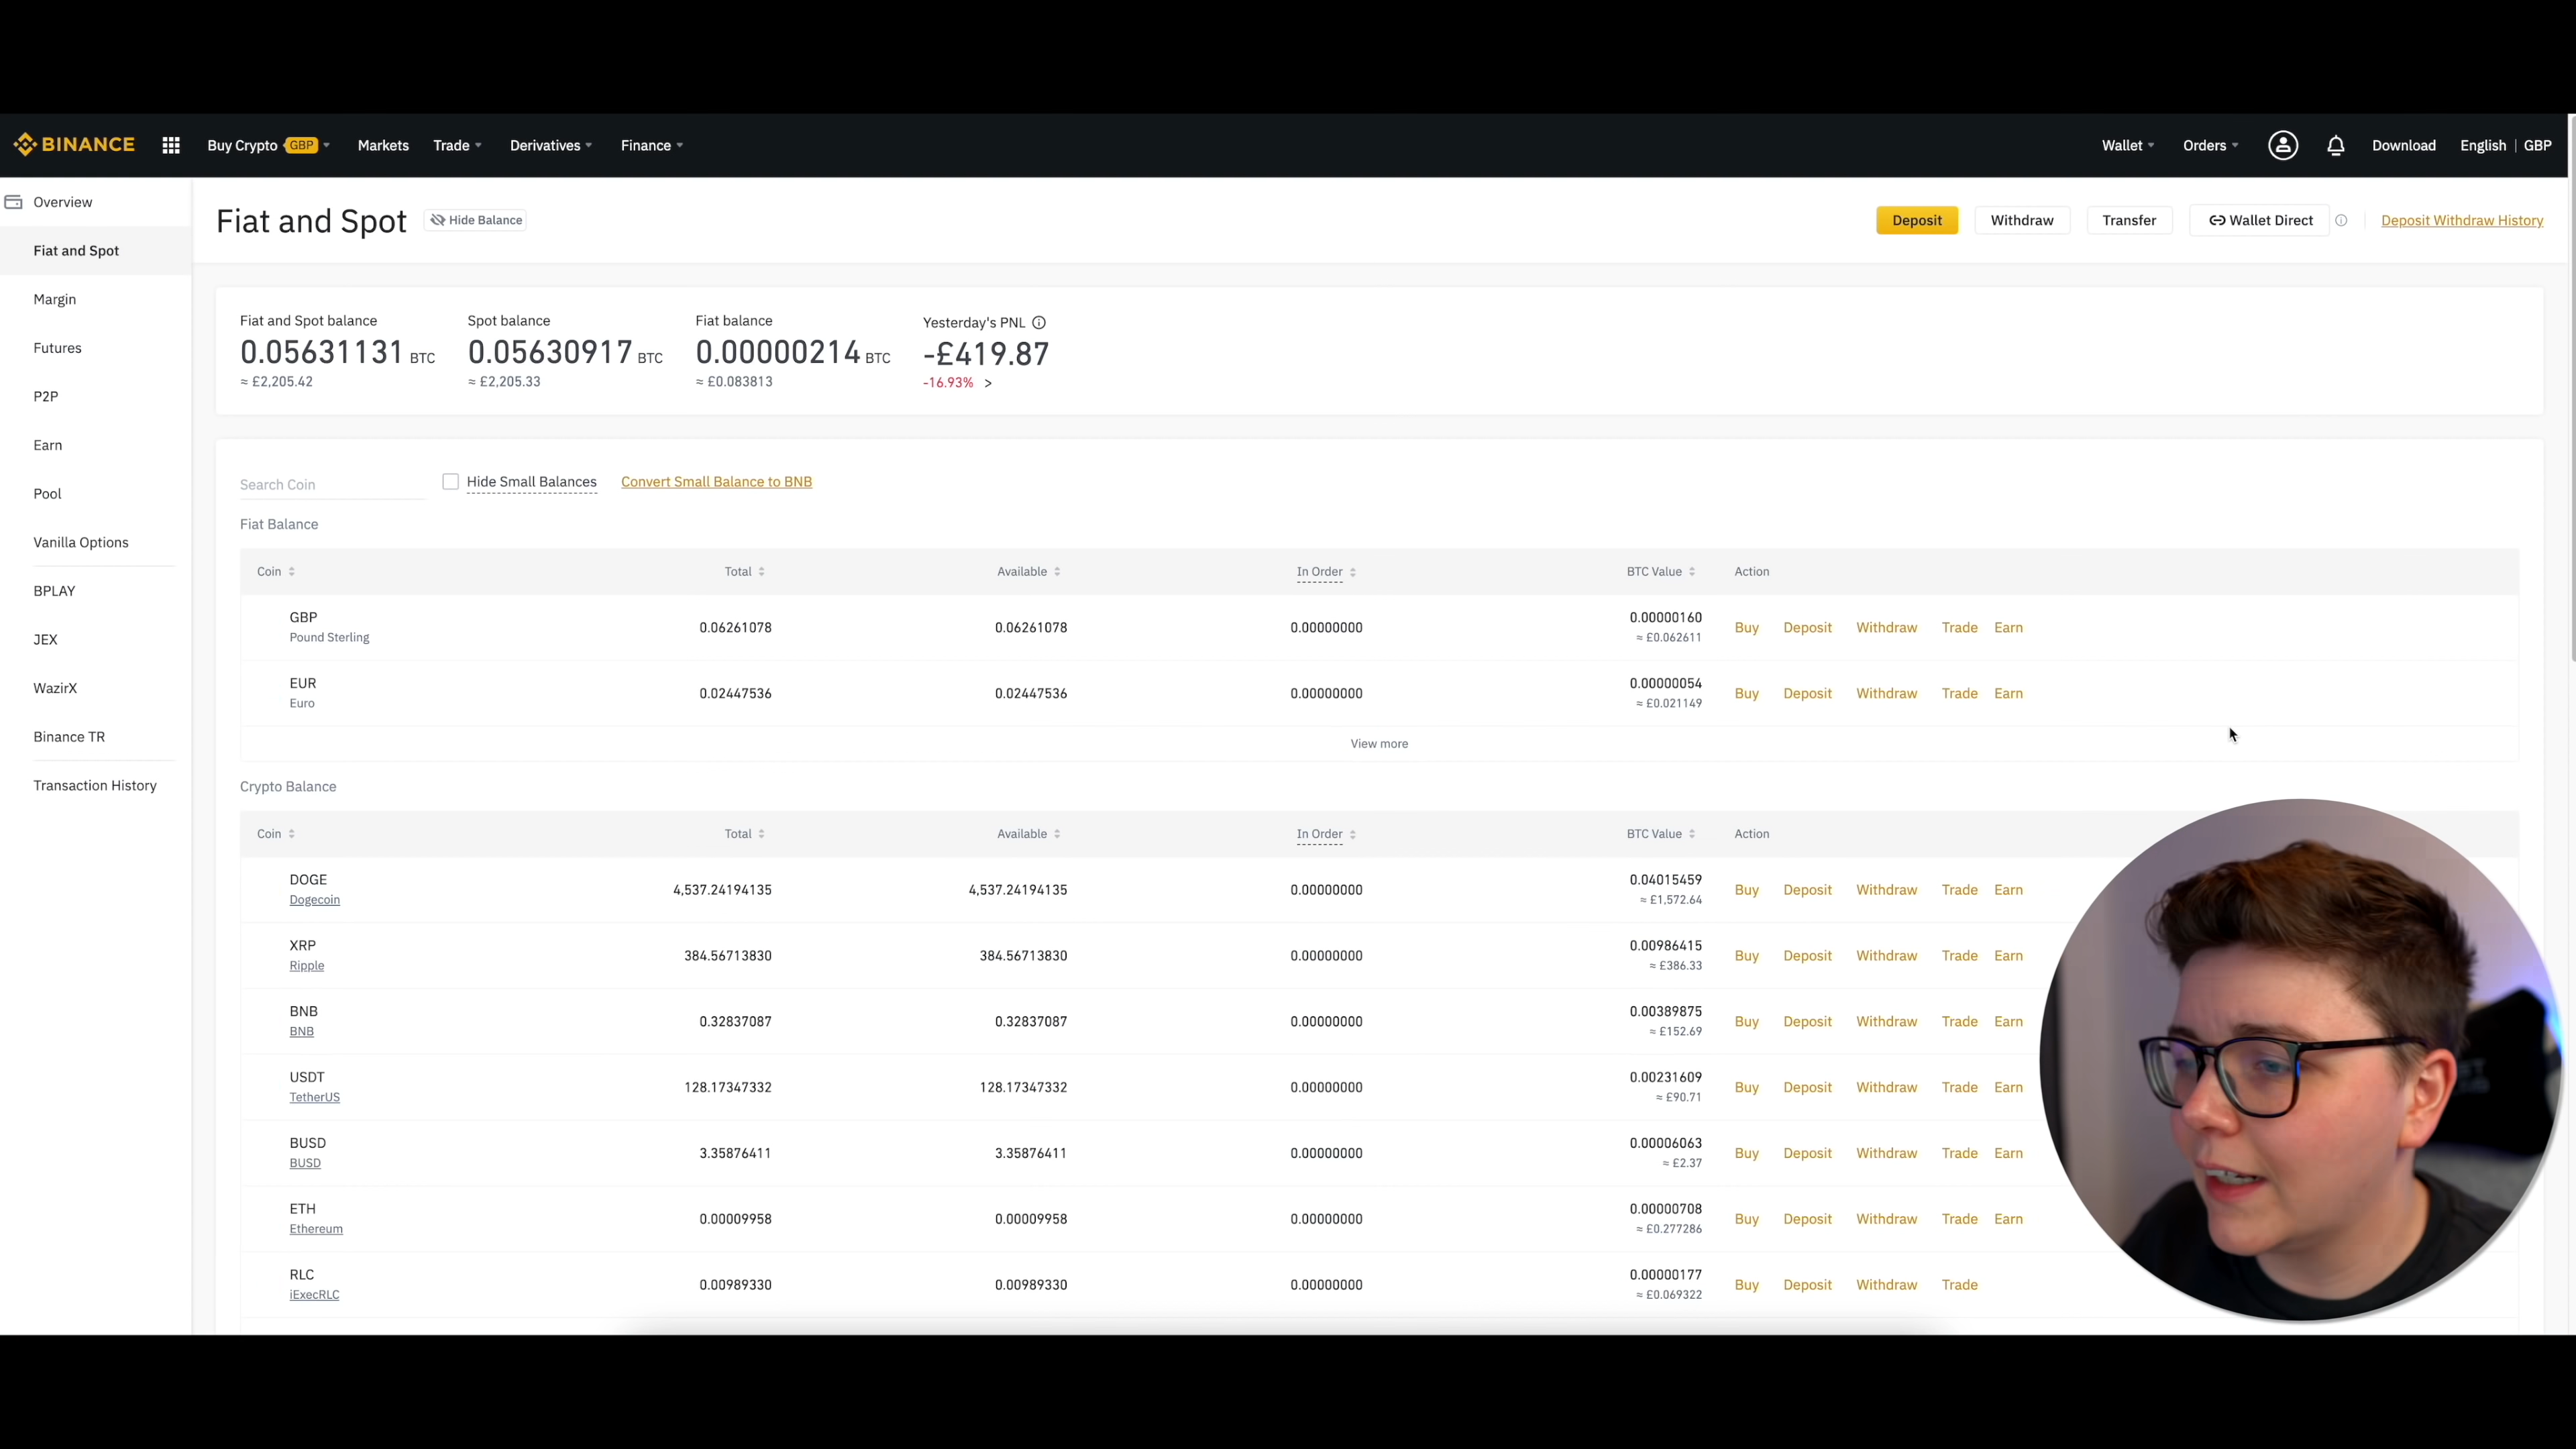 BINANCE Buy Crypto GBP Markets Trade Derivatives Finance Wallet Orders Download English | GBP
Overview
Fiat and Spot
Margin
Futures
P2P
Earn
Pool
Vanilla Options
BPLAY
JEX
WazirX
Binance TR
Transaction History
Fiat and Spot Hide Balance Deposit Withdraw Transfer Wallet Direct Deposit Withdraw History
Fiat and Spot balance Spot balance Fiat balance Yesterday's PNL
0.05631131 BTC 0.05630917 BTC 0.00000214 BTC -£419.87
≈ £2,205.42 ≈ £2,205.33 ≈ £0.083813 -16.93% >
Search Coin Hide Small Balances Convert Small Balance to BNB
Fiat Balance
Coin Total Available In Order BTC Value Action
GBP 0.06261078 0.06261078 0.00000000 0.00000160 Buy Deposit Withdraw Trade Earn
Pound Sterling ≈ £0.062611
EUR 0.02447536 0.02447536 0.00000000 0.00000054 Buy Deposit Withdraw Trade Earn
Euro ≈ £0.021149
View more
Crypto Balance
Coin Total Available In Order BTC Value Action
DOGE 4,537.24194135 4,537.24194135 0.00000000 0.04015459 Buy Deposit Withdraw Trade Earn
Dogecoin ≈ £1,572.64
XRP 384.56713830 384.56713830 0.00000000 0.00986415 Buy Deposit Withdraw Trade Earn
Ripple ≈ £386.33
BNB 0.32837087 0.32837087 0.00000000 0.00389875 Buy Deposit Withdraw Trade Earn
BNB ≈ £152.69
USDT 128.17347332 128.17347332 0.00000000 0.00231609 Buy Deposit Withdraw Trade Earn
TetherUS ≈ £90.71
BUSD 3.35876411 3.35876411 0.00000000 0.00006063 Buy Deposit Withdraw Trade Earn
BUSD ≈ £2.37
ETH 0.00009958 0.00009958 0.00000000 0.00000708 Buy Deposit Withdraw Trade Earn
Ethereum ≈ £0.277286
RLC 0.00989330 0.00989330 0.00000000 0.00000177 Buy Deposit Withdraw Trade
iExecRLC ≈ £0.069322